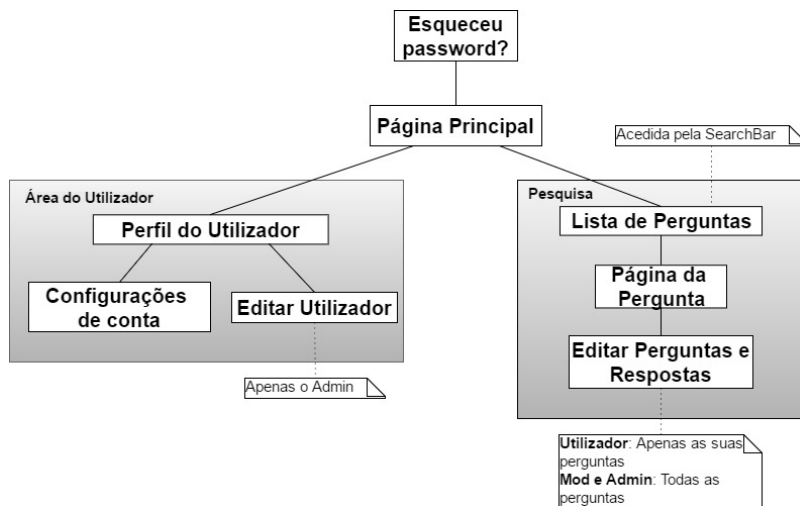 Esqueceu
password?
Página Principal
Acedida pela SearchBar
Área do Utilizador
Perfil do Utilizador
Configurações
de conta
Editar Utilizador
Apenas o Admin
Pesquisa
Lista de Perguntas
Página da
Pergunta
Editar Perguntas e
Respostas
Utilizador: Apenas as suas
perguntas
Mod e Admin: Todas as
perguntas